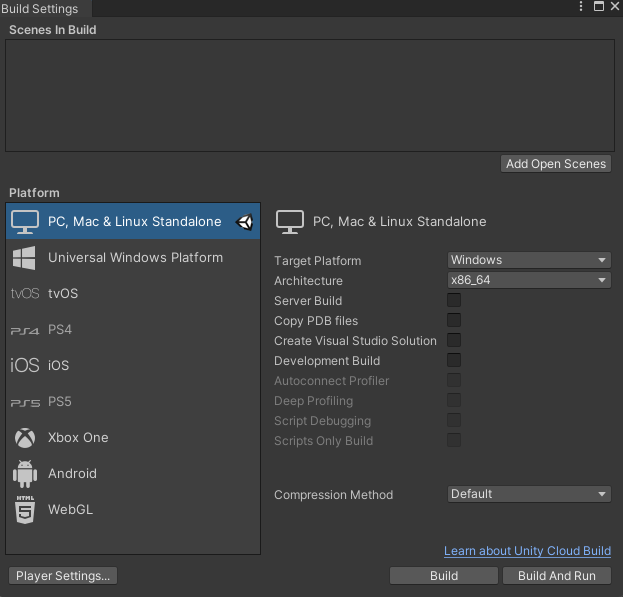 Build Settings
Scenes In Build
Add Open Scenes
Platform
PC, Mac & Linux Standalone
Universal Windows Platform
tvOS tvOS
PS4 PS4
iOS iOS
PS5 PS5
Xbox One
Android
HTML 5 WebGL
PC, Mac & Linux Standalone
Target Platform Windows
Architecture x86_64
Server Build
Copy PDB files
Create Visual Studio Solution
Development Build
Autoconnect Profiler
Deep Profiling
Script Debugging
Scripts Only Build
Compression Method Default
Learn about Unity Cloud Build
Player Settings... Build Build And Run